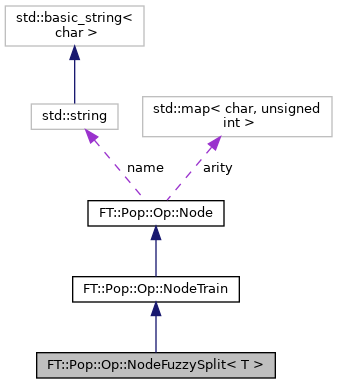 std::basic_string<
char >
std::string
std::map< char, unsigned
int >
name
arity
FT::Pop::Op::Node
FT::Pop::Op::NodeTrain
FT::Pop::Op::NodeFuzzySplit< T >